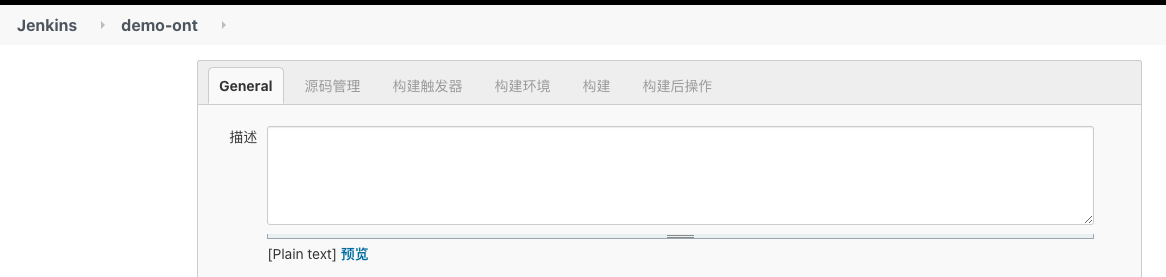 Jenkins demo-ont
General 源码管理 构建触发器 构建环境 构建 构建后操作
描述
[Plain text] 预览